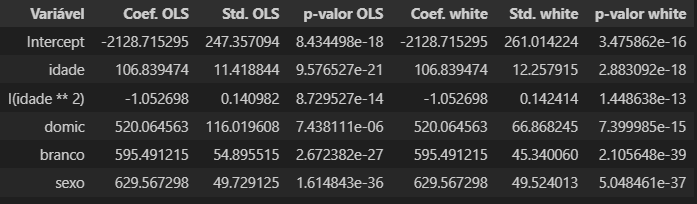 Variável Coef. OLS Std. OLS p-valor OLS Coef. white Std. white p-valor white
Intercept -2128.715295 247.357094 8.434498e-18 -2128.715295 261.014224 3.475862e-16
idade 106.839474 11.418844 9.576527e-21 106.839474 12.257915 2.883092e-18
I(idade ** 2) -1.052698 0.140982 8.729527e-14 -1.052698 0.142414 1.448638e-13
domic 520.064563 116.019608 7.438111e-06 520.064563 66.868245 7.399985e-15
branco 595.491215 54.895515 2.672382e-27 595.491215 45.340060 2.105648e-39
sexo 629.567298 49.729125 1.614843e-36 629.567298 49.524013 5.048461e-37